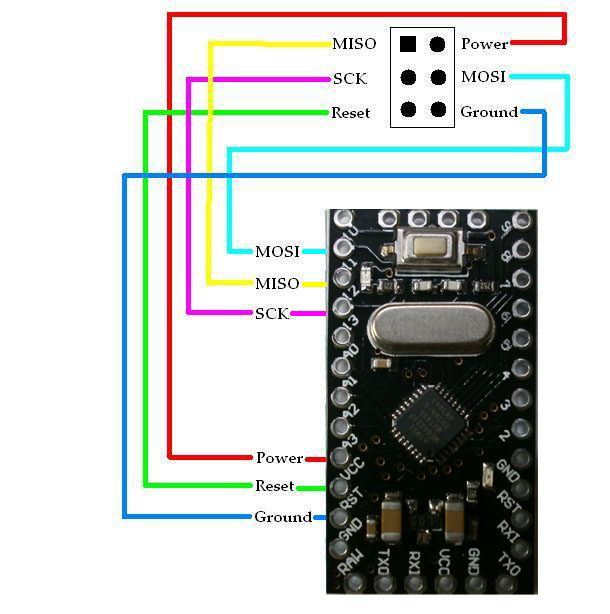 MISO Power
SCK MOSI
Reset Ground
MOSI
MISO
SCK
Power
Reset
Ground
10 9
11 8
12 7
13 6
A0 5
A1 4
A2 3
A3 2
VCC GND
RST RST
GND RXI
RAW TXO RXI VCC GND TXO